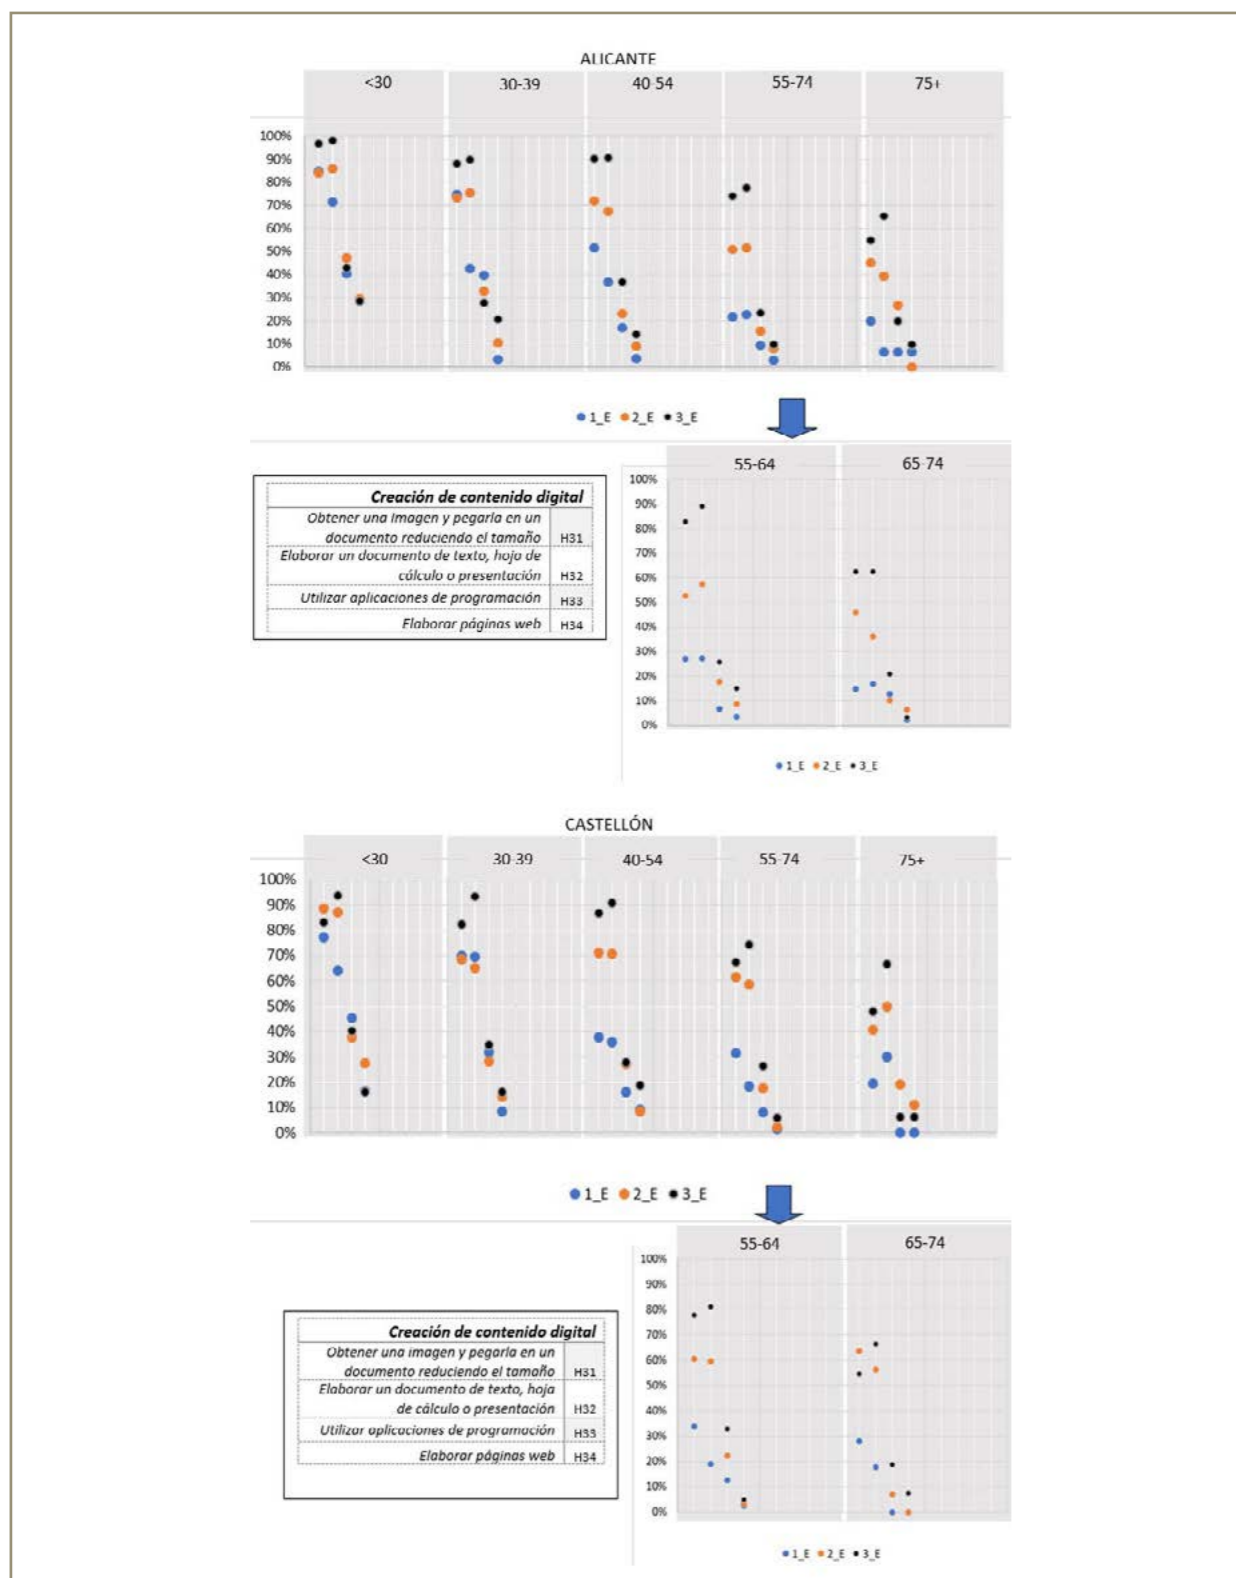 ALICANTE
<30 30-39 40-54 55-74 75+
100%
90%
80%
70%
60%
50%
40%
30%
20%
10%
0%
1_E 2_E 3_E
Creación de contenido digital
Obtener una imagen y pegarla en un
documento reduciendo el tamaño H31
Elaborar un documento de texto, hoja de
cálculo o presentación H32
Utilizar aplicaciones de programación H33
Elaborar páginas web H34
55-64 65-74
100%
90%
80%
70%
60%
50%
40%
30%
20%
10%
0%
1_E 2_E 3_E
CASTELLÓN
<30 30-39 40-54 55-74 75+
100%
90%
80%
70%
60%
50%
40%
30%
20%
10%
0%
1_E 2_E 3_E
Creación de contenido digital
Obtener una imagen y pegarla en un
documento reduciendo el tamaño H31
Elaborar un documento de texto, hoja
de cálculo o presentación H32
Utilizar aplicaciones de programación H33
Elaborar páginas web H34
55-64 65-74
100%
90%
80%
70%
60%
50%
40%
30%
20%
10%
0%
1_E 2_E 3_E